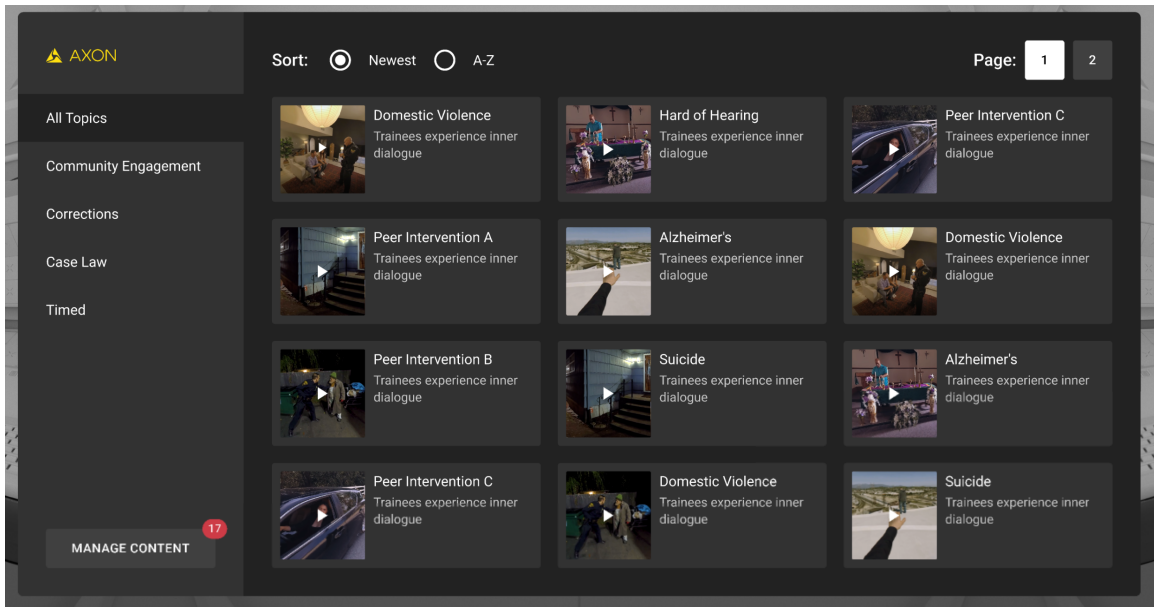 AXON
All Topics
Community Engagement
Corrections
Case Law
Timed
17
MANAGE CONTENT
Sort: Newest A-Z
Page: 1 2
Domestic Violence
Trainees experience inner
dialogue
Hard of Hearing
Trainees experience inner
dialogue
Peer Intervention C
Trainees experience inner
dialogue
Peer Intervention A
Trainees experience inner
dialogue
Alzheimer's
Trainees experience inner
dialogue
Domestic Violence
Trainees experience inner
dialogue
Peer Intervention B
Trainees experience inner
dialogue
Suicide
Trainees experience inner
dialogue
Alzheimer's
Trainees experience inner
dialogue
Peer Intervention C
Trainees experience inner
dialogue
Domestic Violence
Trainees experience inner
dialogue
Suicide
Trainees experience inner
dialogue